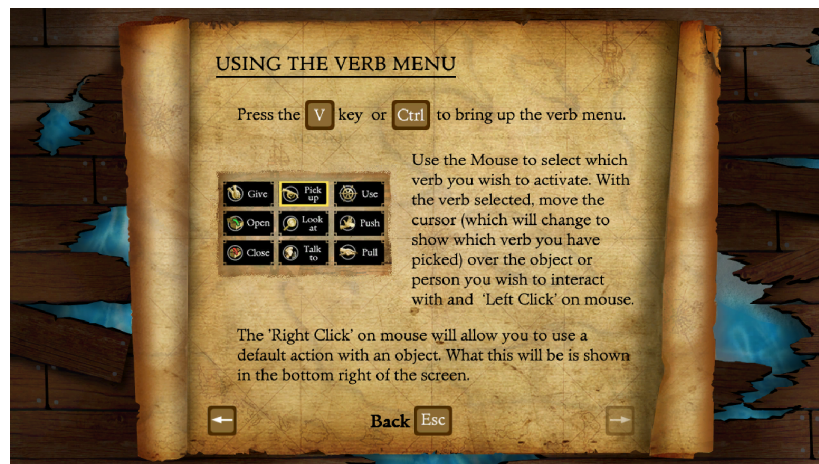 USING THE VERB MENU
Press the V key or Ctrl to bring up the verb menu.
Use the Mouse to select which
verb you wish to activate. With
the verb selected, move the
cursor (which will change to
show which verb you have
picked) over the object or
person you wish to interact
with and 'Left Click' on mouse.
Give Pick up Use
Open Look at Push
Close Talk to Pull
The 'Right Click' on mouse will allow you to use a
default action with an object. What this will be is shown
in the bottom right of the screen.
Back Esc